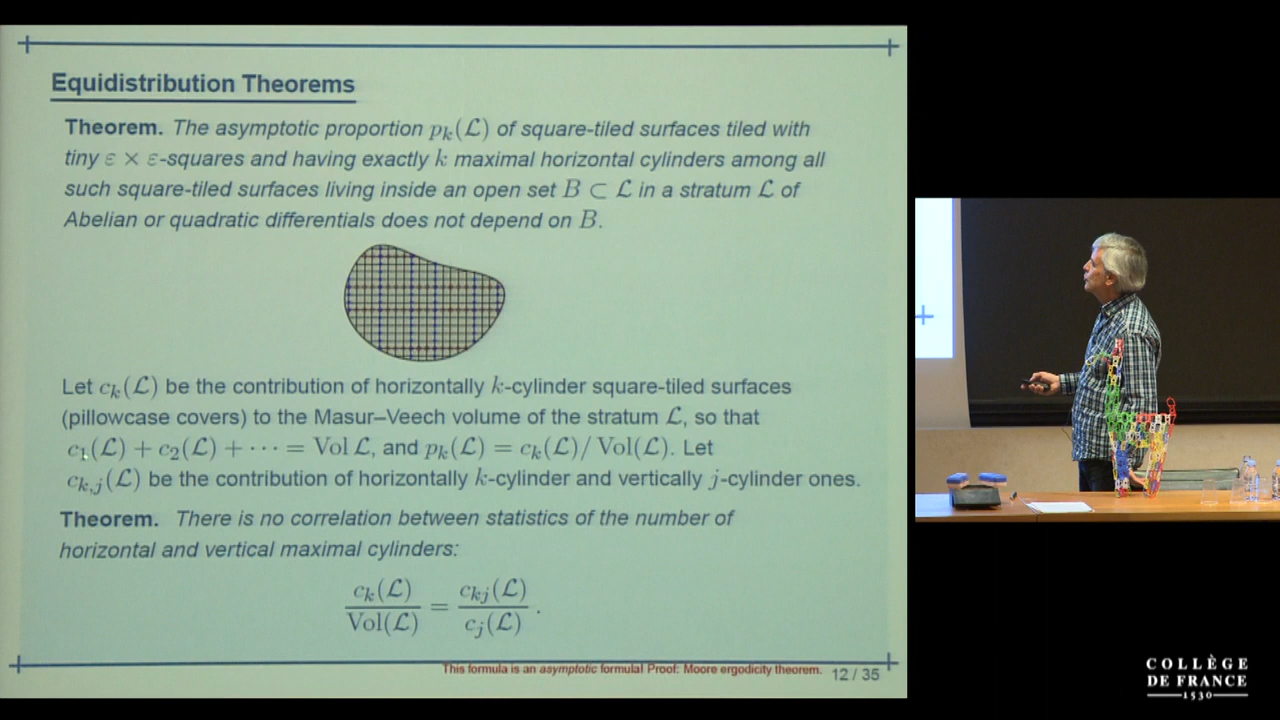 Equidistribution Theorems
Theorem. The asymptotic proportion pₖ(ℒ) of square-tiled surfaces tiled with
tiny ε × ε-squares and having exactly k maximal horizontal cylinders among all
such square-tiled surfaces living inside an open set B ⊂ ℒ in a stratum ℒ of
Abelian or quadratic differentials does not depend on B.
Let cₖ(ℒ) be the contribution of horizontally k-cylinder square-tiled surfaces
(pillowcase covers) to the Masur–Veech volume of the stratum ℒ, so that
c₁(ℒ) + c₂(ℒ) + ··· = Vol ℒ, and pₖ(ℒ) = cₖ(ℒ)/ Vol(ℒ). Let
cₖ,ⱼ(ℒ) be the contribution of horizontally k-cylinder and vertically j-cylinder ones.
Theorem. There is no correlation between statistics of the number of
horizontal and vertical maximal cylinders:
cₖ(ℒ)/Vol(ℒ) = cₖⱼ(ℒ)/cⱼ(ℒ) .
This formula is an asymptotic formula! Proof: Moore ergodicity theorem.
12 / 35
COLLÈGE
DE FRANCE
1530